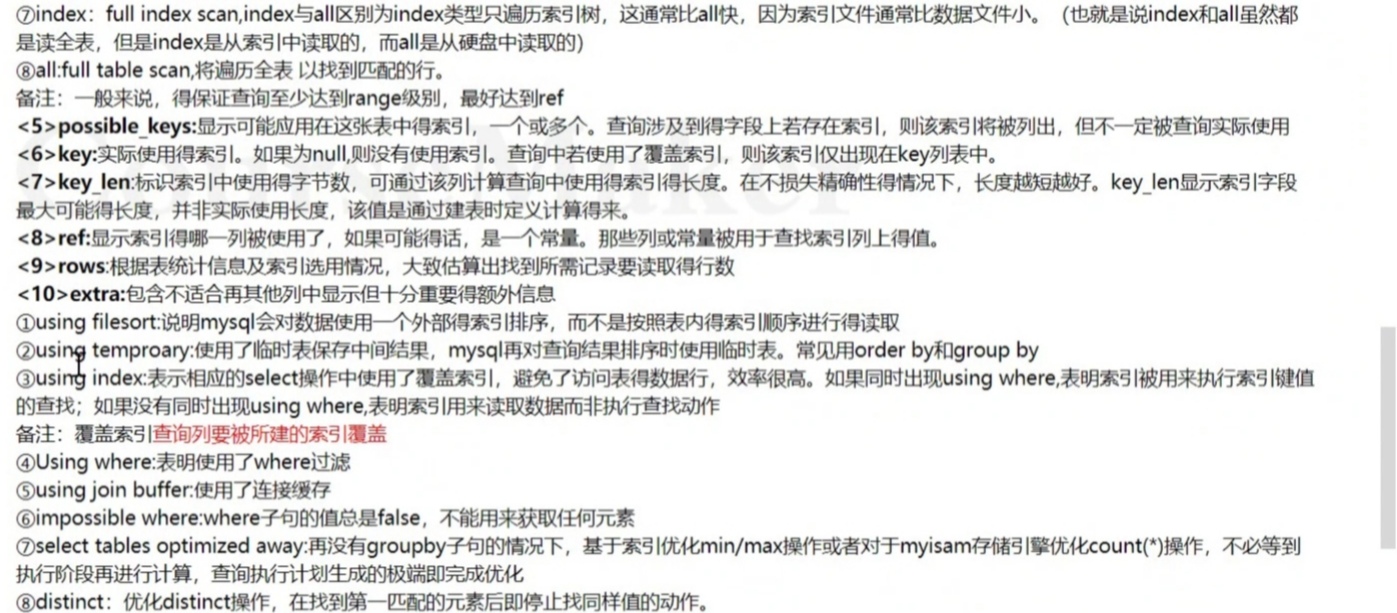 ⑦index：full index scan,index与all区别为index类型只遍历索引树，这通常比all快，因为索引文件通常比数据文件小。（也就是说index和all虽然都
是读全表，但是index是从索引中读取的，而all是从硬盘中读取的)
⑧all:full table scan,将遍历全表 以找到匹配的行。
备注：一般来说，得保证查询至少达到range级别，最好达到ref
<5>possible_keys:显示可能应用在这张表中得索引，一个或多个。查询涉及到得字段上若存在索引，则该索引将被列出，但不一定被查询实际使用
<6>key:实际使用得索引。如果为null,则没有使用索引。查询中若使用了覆盖索引，则该索引仅出现在key列表中。
<7>key_len:标识索引中使用得字节数，可通过该列计算查询中使用得索引得长度。在不损失精确性得情况下，长度越短越好。key_len显示索引字段
最大可能得长度，并非实际使用长度，该值是通过建表时定义计算得来。
<8>ref:显示索引得哪一列被使用了，如果可能得话，是一个常量。那些列或常量被用于查找索引列上得值。
<9>rows:根据表统计信息及索引选用情况，大致估算出找到所需记录要读取得行数
<10>extra:包含不适合再其他列中显示但十分重要得额外信息
①using filesort:说明mysql会对数据使用一个外部得索引排序，而不是按照表内得索引顺序进行得读取
②using temproary:使用了临时表保存中间结果，mysql再对查询结果排序时使用临时表。常见用order by和group by
③using index:表示相应的select操作中使用了覆盖索引，避免了访问表得数据行，效率很高。如果同时出现using where,表明索引被用来执行索引键值
的查找；如果没有同时出现using where,表明索引用来读取数据而非执行查找动作
备注：覆盖索引查询列要被所建的索引覆盖
④Using where:表明使用了where过滤
⑤using join buffer:使用了连接缓存
⑥impossible where:where子句的值总是false，不能用来获取任何元素
⑦select tables optimized away:再没有groupby子句的情况下，基于索引优化min/max操作或者对于myisam存储引擎优化count(*)操作，不必等到
执行阶段再进行计算，查询执行计划生成的极端即完成优化
⑧distinct：优化distinct操作，在找到第一匹配的元素后即停止找同样值的动作。